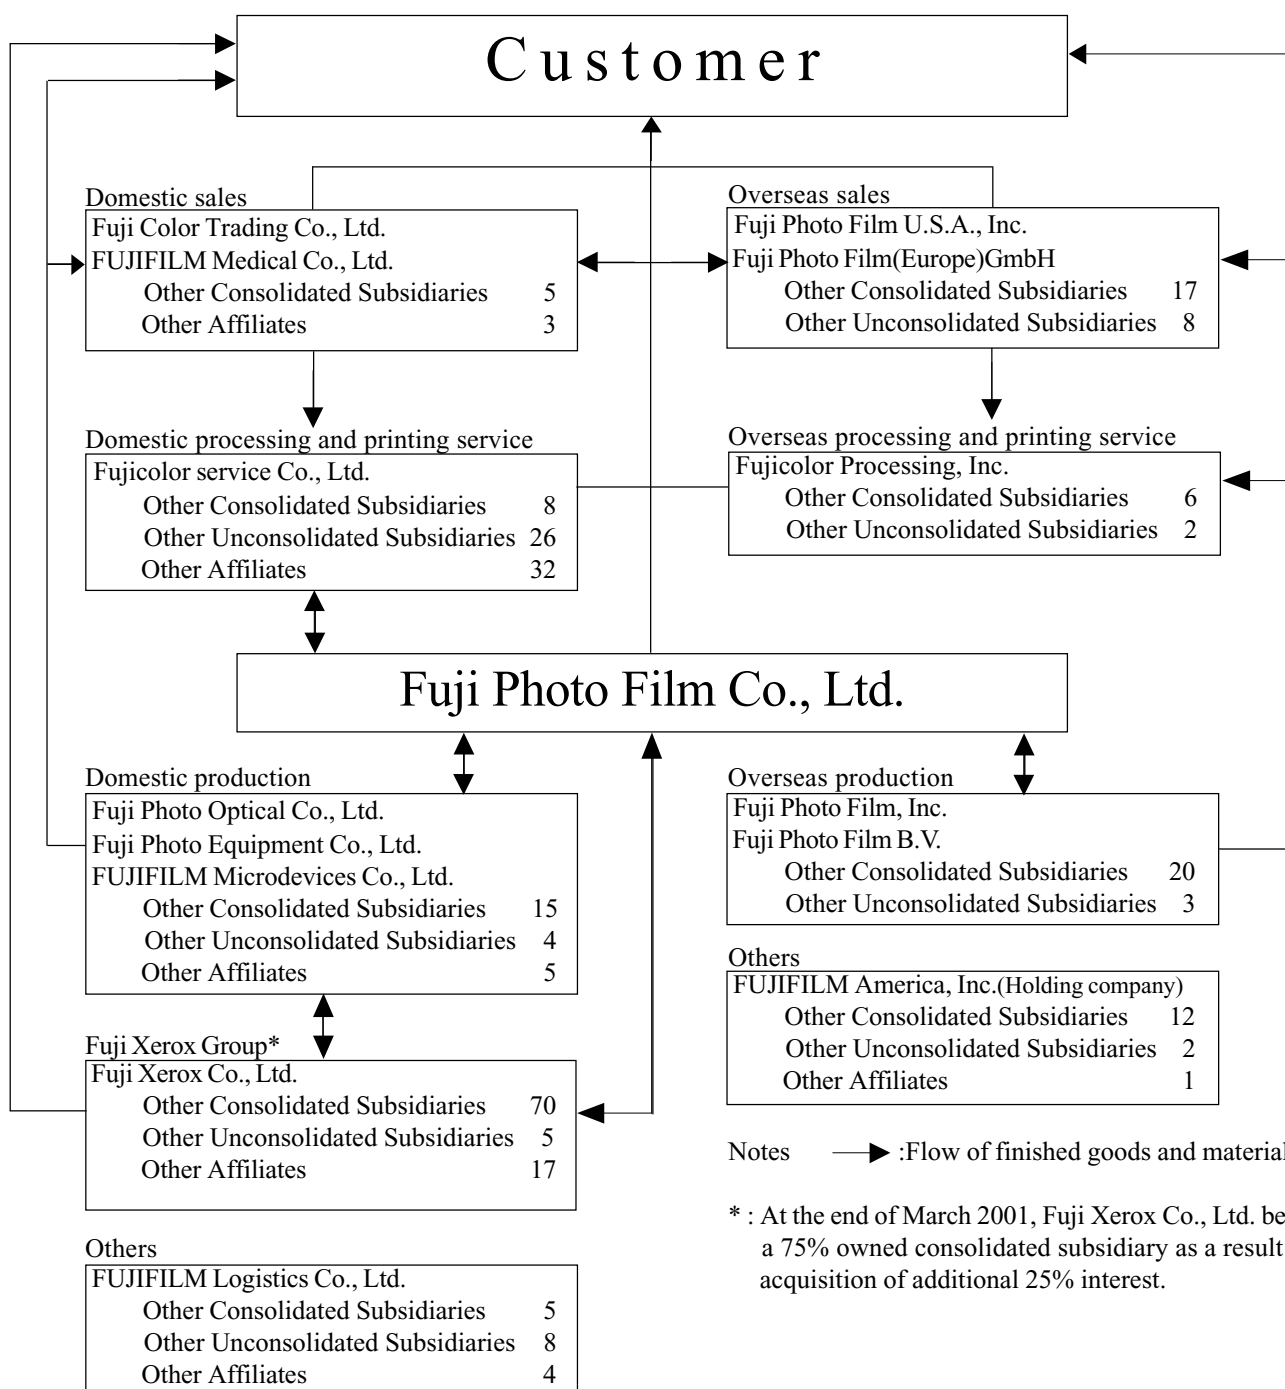 Customer
Domestic sales
Fuji Color Trading Co., Ltd.
FUJIFILM Medical Co., Ltd.
Other Consolidated Subsidiaries 5
Other Affiliates 3
Overseas sales
Fuji Photo Film U.S.A., Inc.
Fuji Photo Film(Europe)GmbH
Other Consolidated Subsidiaries 17
Other Unconsolidated Subsidiaries 8
Domestic processing and printing service
Fujicolor service Co., Ltd.
Other Consolidated Subsidiaries 8
Other Unconsolidated Subsidiaries 26
Other Affiliates 32
Overseas processing and printing service
Fujicolor Processing, Inc.
Other Consolidated Subsidiaries 6
Other Unconsolidated Subsidiaries 2
Fuji Photo Film Co., Ltd.
Domestic production
Fuji Photo Optical Co., Ltd.
Fuji Photo Equipment Co., Ltd.
FUJIFILM Microdevices Co., Ltd.
Other Consolidated Subsidiaries 15
Other Unconsolidated Subsidiaries 4
Other Affiliates 5
Overseas production
Fuji Photo Film, Inc.
Fuji Photo Film B.V.
Other Consolidated Subsidiaries 20
Other Unconsolidated Subsidiaries 3
Others
FUJIFILM America, Inc.(Holding company)
Other Consolidated Subsidiaries 12
Other Unconsolidated Subsidiaries 2
Other Affiliates 1
Fuji Xerox Group*
Fuji Xerox Co., Ltd.
Other Consolidated Subsidiaries 70
Other Unconsolidated Subsidiaries 5
Other Affiliates 17
Notes :Flow of finished goods and material
* : At the end of March 2001, Fuji Xerox Co., Ltd. be
a 75% owned consolidated subsidiary as a result
acquisition of additional 25% interest.
Others
FUJIFILM Logistics Co., Ltd.
Other Consolidated Subsidiaries 5
Other Unconsolidated Subsidiaries 8
Other Affiliates 4